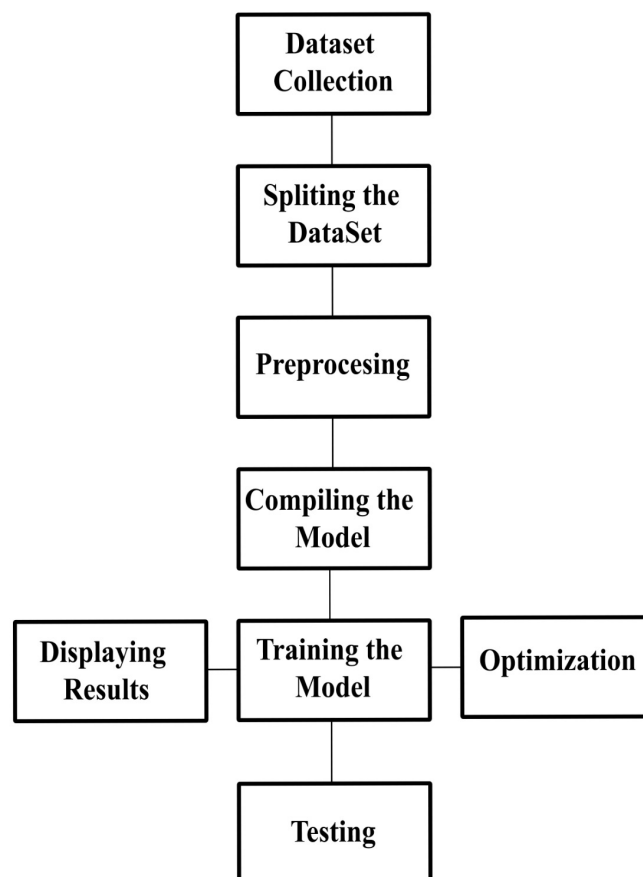 Dataset
Collection
Spliting the
DataSet
Preprocesing
Compiling the
Model
Displaying
Results
Training the
Model
Optimization
Testing